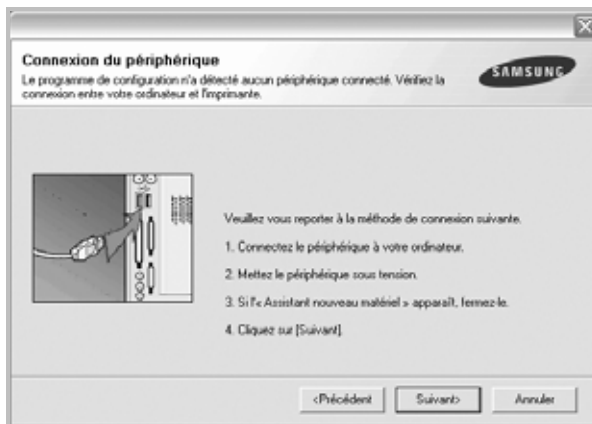 Connexion du périphérique
Le programme de configuration n'a détecté aucun périphérique connecté. Vérifiez la
connexion entre votre ordinateur et l'imprimante.
SAMSUNG
Veuillez vous reporter à la méthode de connexion suivante.
1. Connectez le périphérique à votre ordinateur.
2. Mettez le périphérique sous tension.
3. Si l'« Assistant nouveau matériel » apparaît, fermez-le.
4. Cliquez sur [Suivant].
<Précédent
Suivant>
Annuler